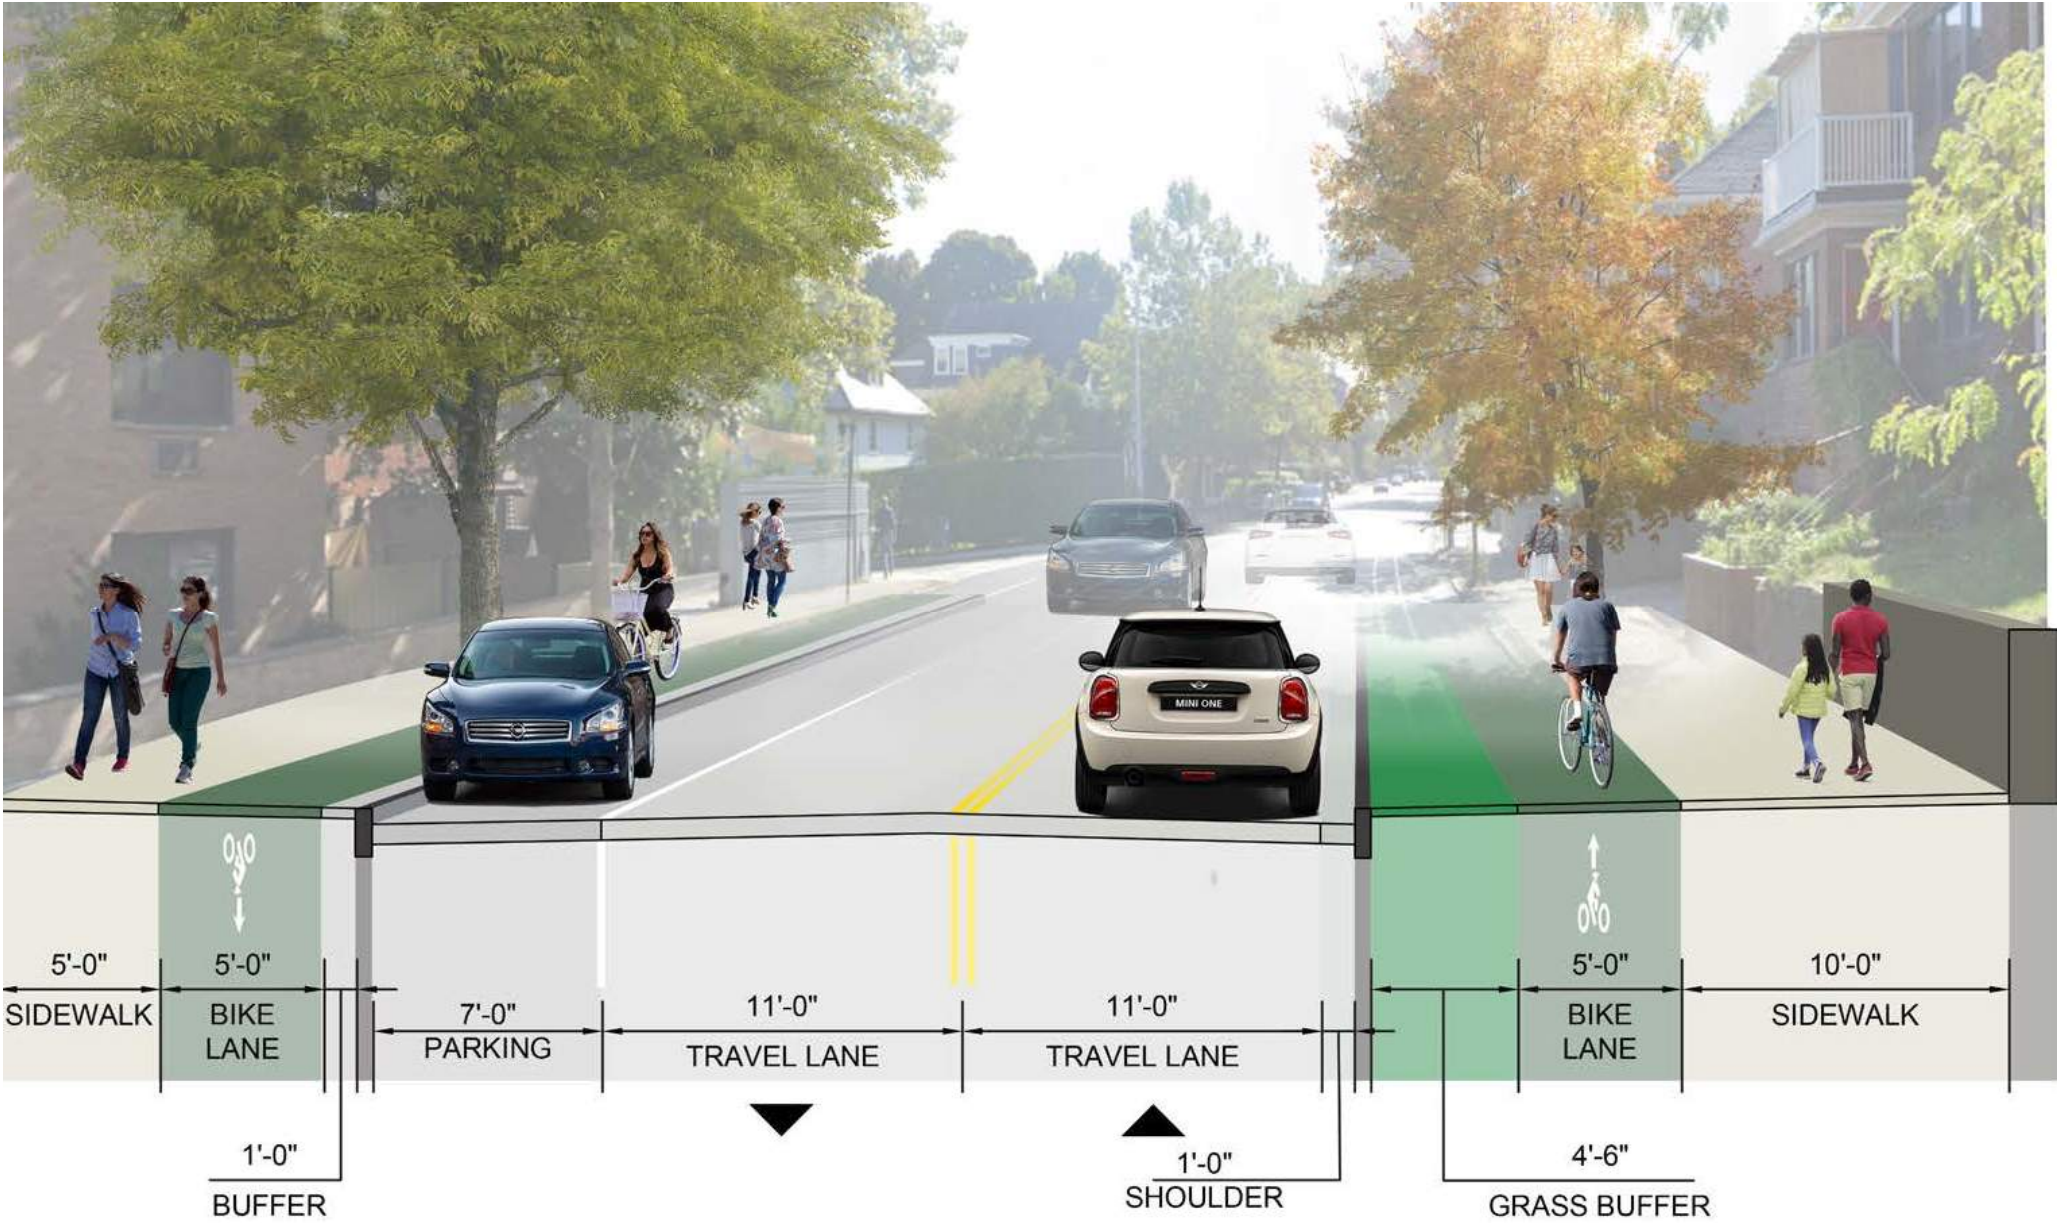 MINI ONE
5'-0"
SIDEWALK
5'-0"
BIKE
LANE
1'-0"
BUFFER
7'-0"
PARKING
11'-0"
TRAVEL LANE
11'-0"
TRAVEL LANE
1'-0"
SHOULDER
4'-6"
GRASS BUFFER
5'-0"
BIKE
LANE
10'-0"
SIDEWALK